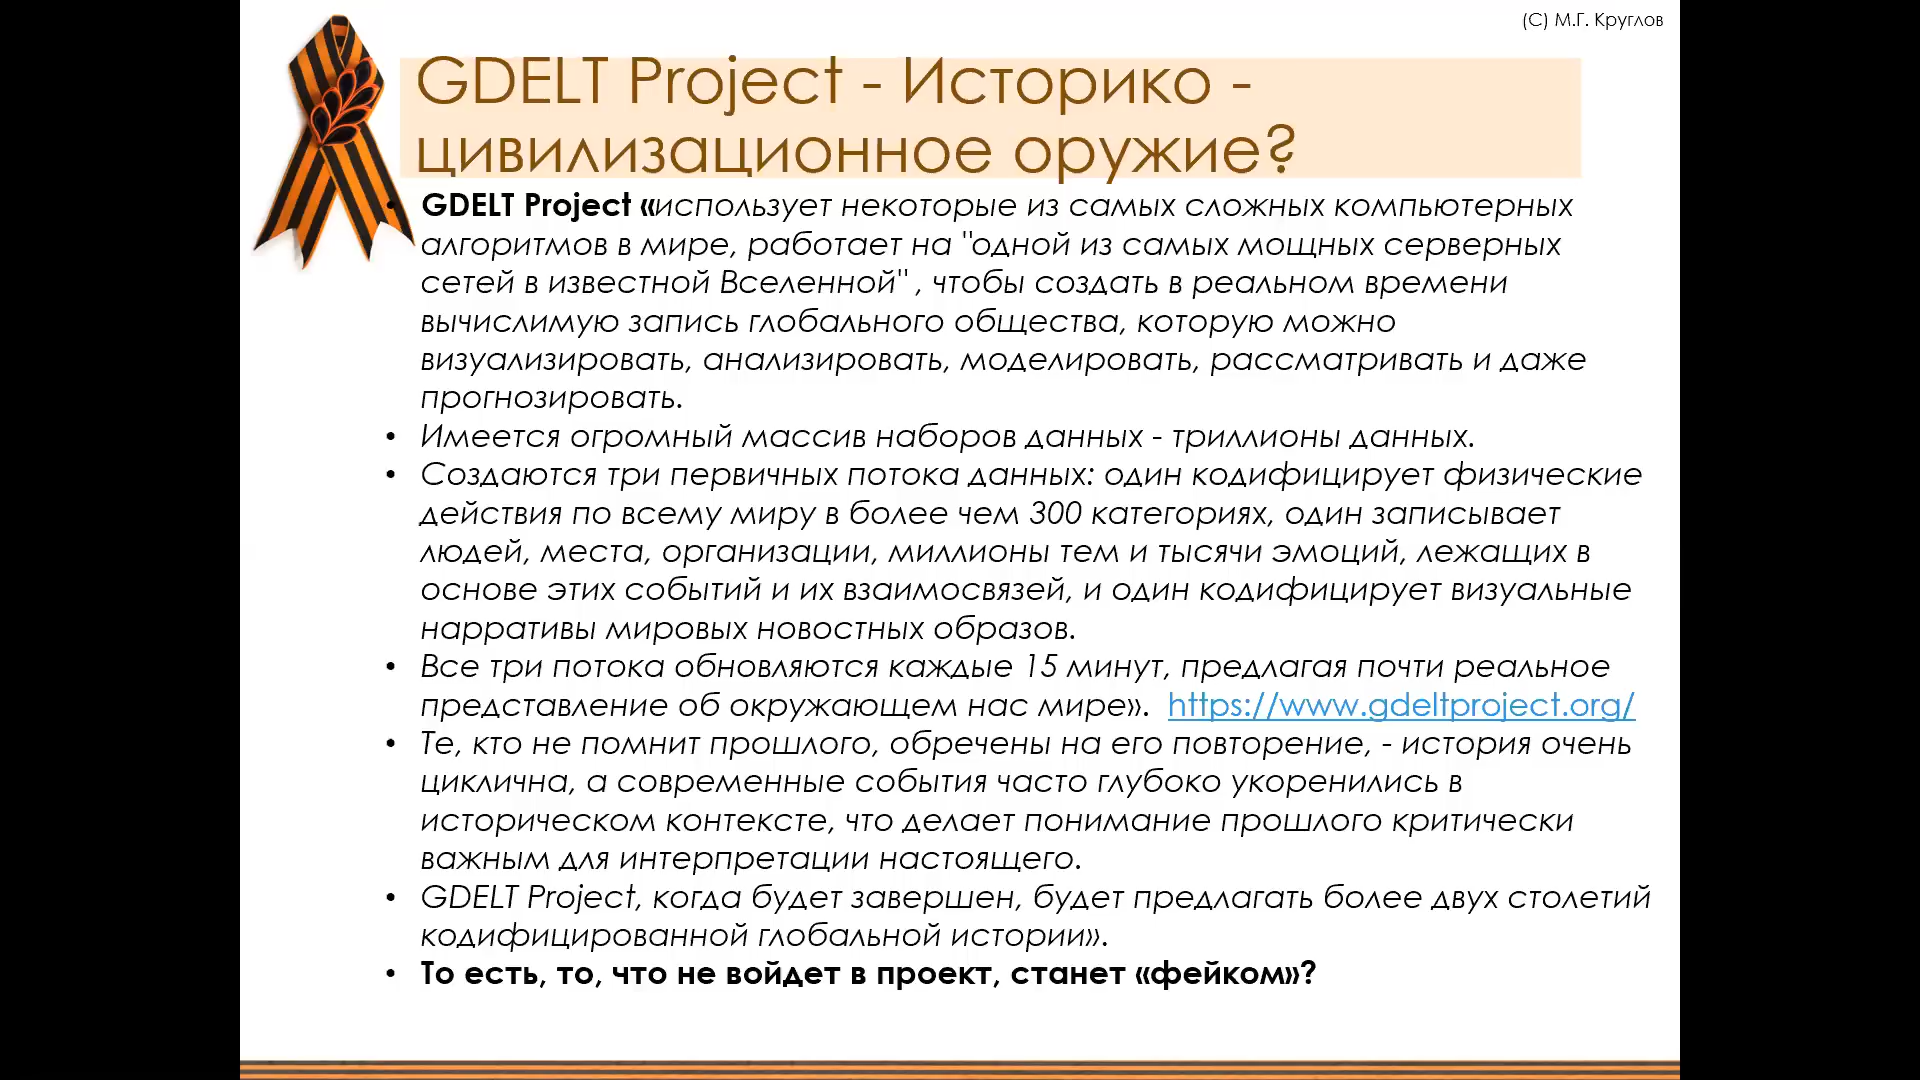 (С) М.Г. Круглов
GDELT Project - Историко -
цивилизационное оружие?
• GDELT Project «использует некоторые из самых сложных компьютерных
алгоритмов в мире, работает на "одной из самых мощных серверных
сетей в известной Вселенной" , чтобы создать в реальном времени
вычислимую запись глобального общества, которую можно
визуализировать, анализировать, моделировать, рассматривать и даже
прогнозировать.
• Имеется огромный массив наборов данных - триллионы данных.
• Создаются три первичных потока данных: один кодифицирует физические
действия по всему миру в более чем 300 категориях, один записывает
людей, места, организации, миллионы тем и тысячи эмоций, лежащих в
основе этих событий и их взаимосвязей, и один кодифицирует визуальные
нарративы мировых новостных образов.
• Все три потока обновляются каждые 15 минут, предлагая почти реальное
представление об окружающем нас мире». https://www.gdeltproject.org/
• Те, кто не помнит прошлого, обречены на его повторение, - история очень
циклична, а современные события часто глубоко укоренились в
историческом контексте, что делает понимание прошлого критически
важным для интерпретации настоящего.
• GDELT Project, когда будет завершен, будет предлагать более двух столетий
кодифицированной глобальной истории».
• То есть, то, что не войдет в проект, станет «фейком»?